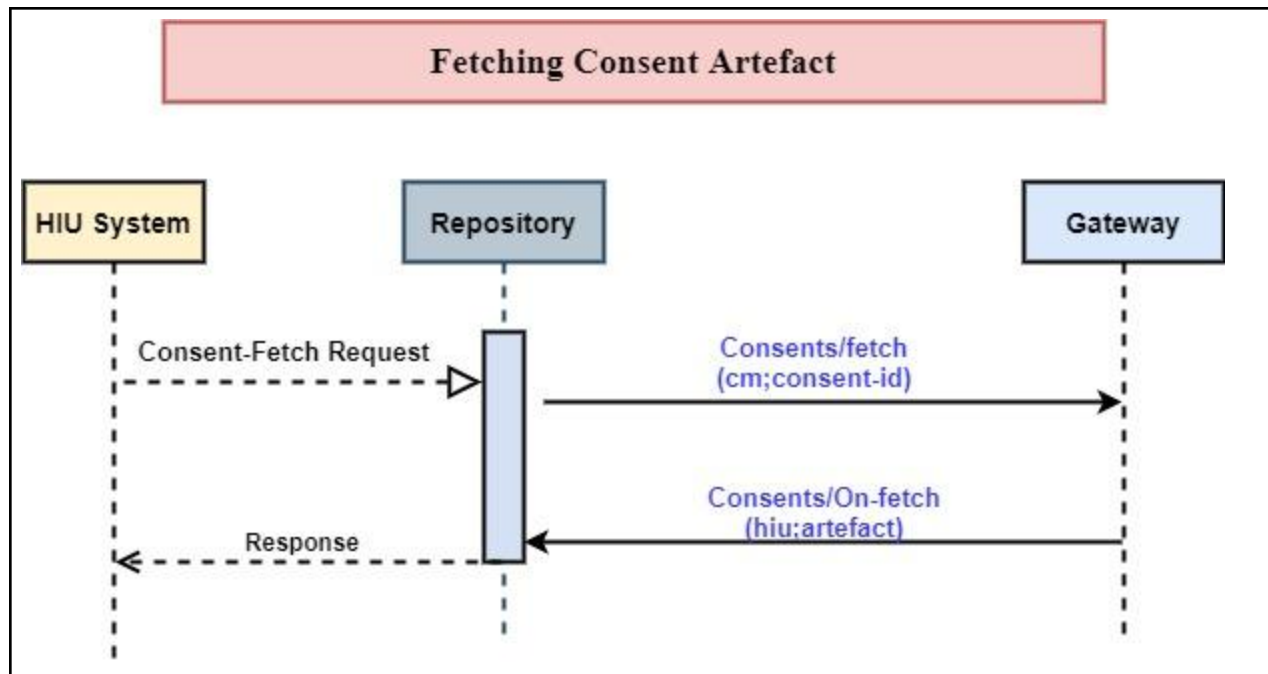 Fetching Consent Artefact
HIU System
Repository
Gateway
Consent-Fetch Request
Consents/fetch
(cm;consent-id)
Consents/On-fetch
(hiu;artefact)
Response